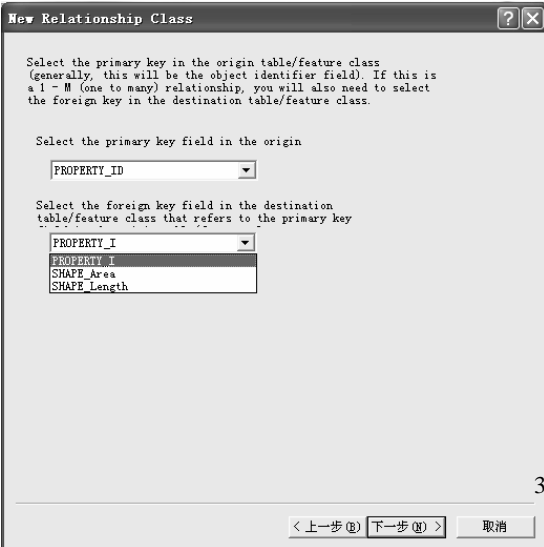 New Relationship Class
Select the primary key in the origin table/feature class
(generally, this will be the object identifier field). If this is
a 1 - M (one to many) relationship, you will also need to select
the foreign key in the destination table/feature class.
Select the primary key field in the origin
PROPERTY_ID
Select the foreign key field in the destination
table/feature class that refers to the primary key
PROPERTY_I
PROPERTY_I
SHAPE_Area
SHAPE_Length
3
< 上一步(B) 下一步(N) > 取消